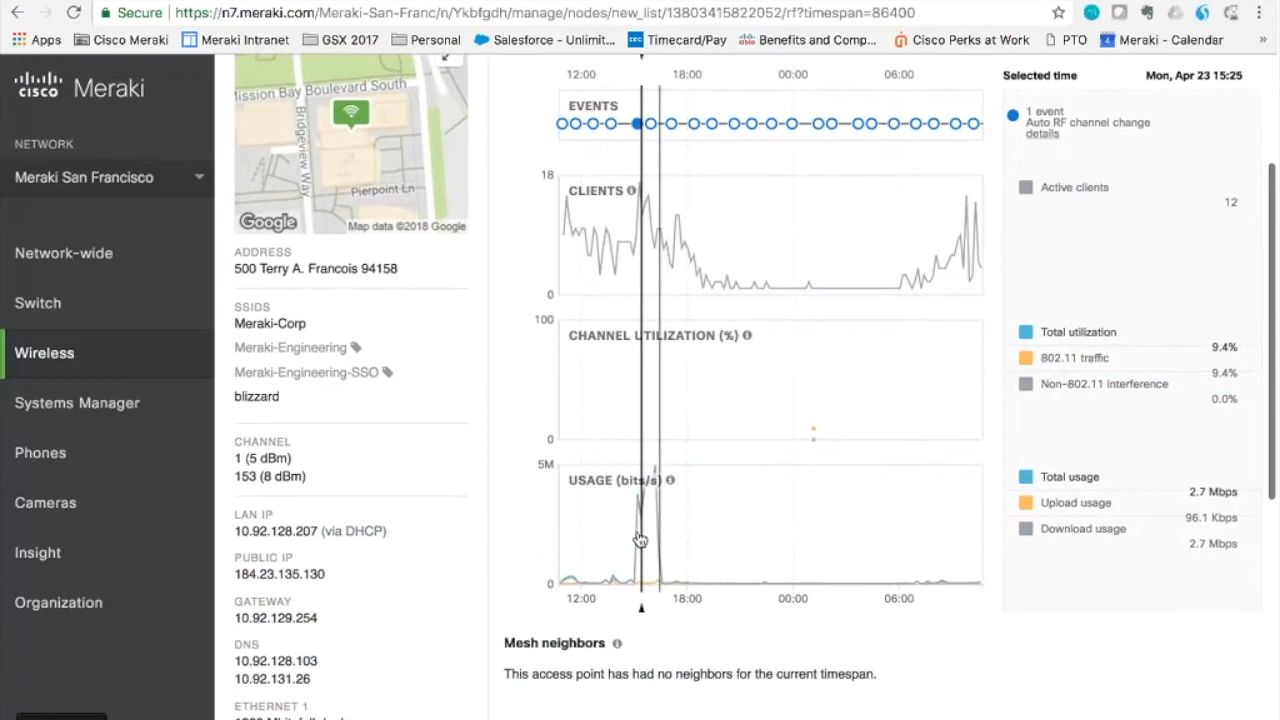 Secure https://n7.meraki.com/Meraki-San-Franc/n/Ykbfgdh/manage/nodes/new_list/13803415822052/rf?timespan=86400
Apps Cisco Meraki Meraki Intranet GSX 2017 Personal Salesforce - Unlimit... Timecard/Pay Benefits and Comp... Cisco Perks at Work PTO Meraki - Calendar »
cisco Meraki
NETWORK
Meraki San Francisco
Network-wide
Switch
Wireless
Systems Manager
Phones
Cameras
Insight
Organization
Mission Bay Boulevard South
Bridgeview Way
Pierpoint Ln
Google Map data ©2018 Google
ADDRESS
500 Terry A. Francois 94158
SSIDS
Meraki-Corp
Meraki-Engineering
Meraki-Engineering-SSO
blizzard
CHANNEL
1 (5 dBm)
153 (8 dBm)
LAN IP
10.92.128.207 (via DHCP)
PUBLIC IP
184.23.135.130
GATEWAY
10.92.129.254
DNS
10.92.128.103
10.92.131.26
ETHERNET 1
12:00 18:00 00:00 06:00
EVENTS
18
CLIENTS
0
100
CHANNEL UTILIZATION (%)
0
5M
USAGE (bits/s)
0
12:00 18:00 00:00 06:00
Mesh neighbors
This access point has had no neighbors for the current timespan.
Selected time Mon, Apr 23 15:25
1 event
Auto RF channel change
details
Active clients
12
Total utilization
9.4%
802.11 traffic
9.4%
Non-802.11 interference
0.0%
Total usage
2.7 Mbps
Upload usage
96.1 Kbps
Download usage
2.7 Mbps